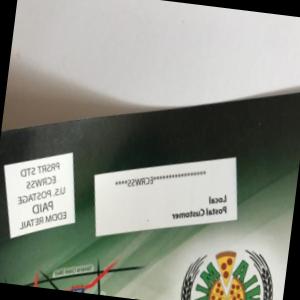 PRSRT STD
ECRWSS
U.S. POSTAGE
PAID
EDDM RETAIL
*****************ECRWSS****
Local
Postal Customer